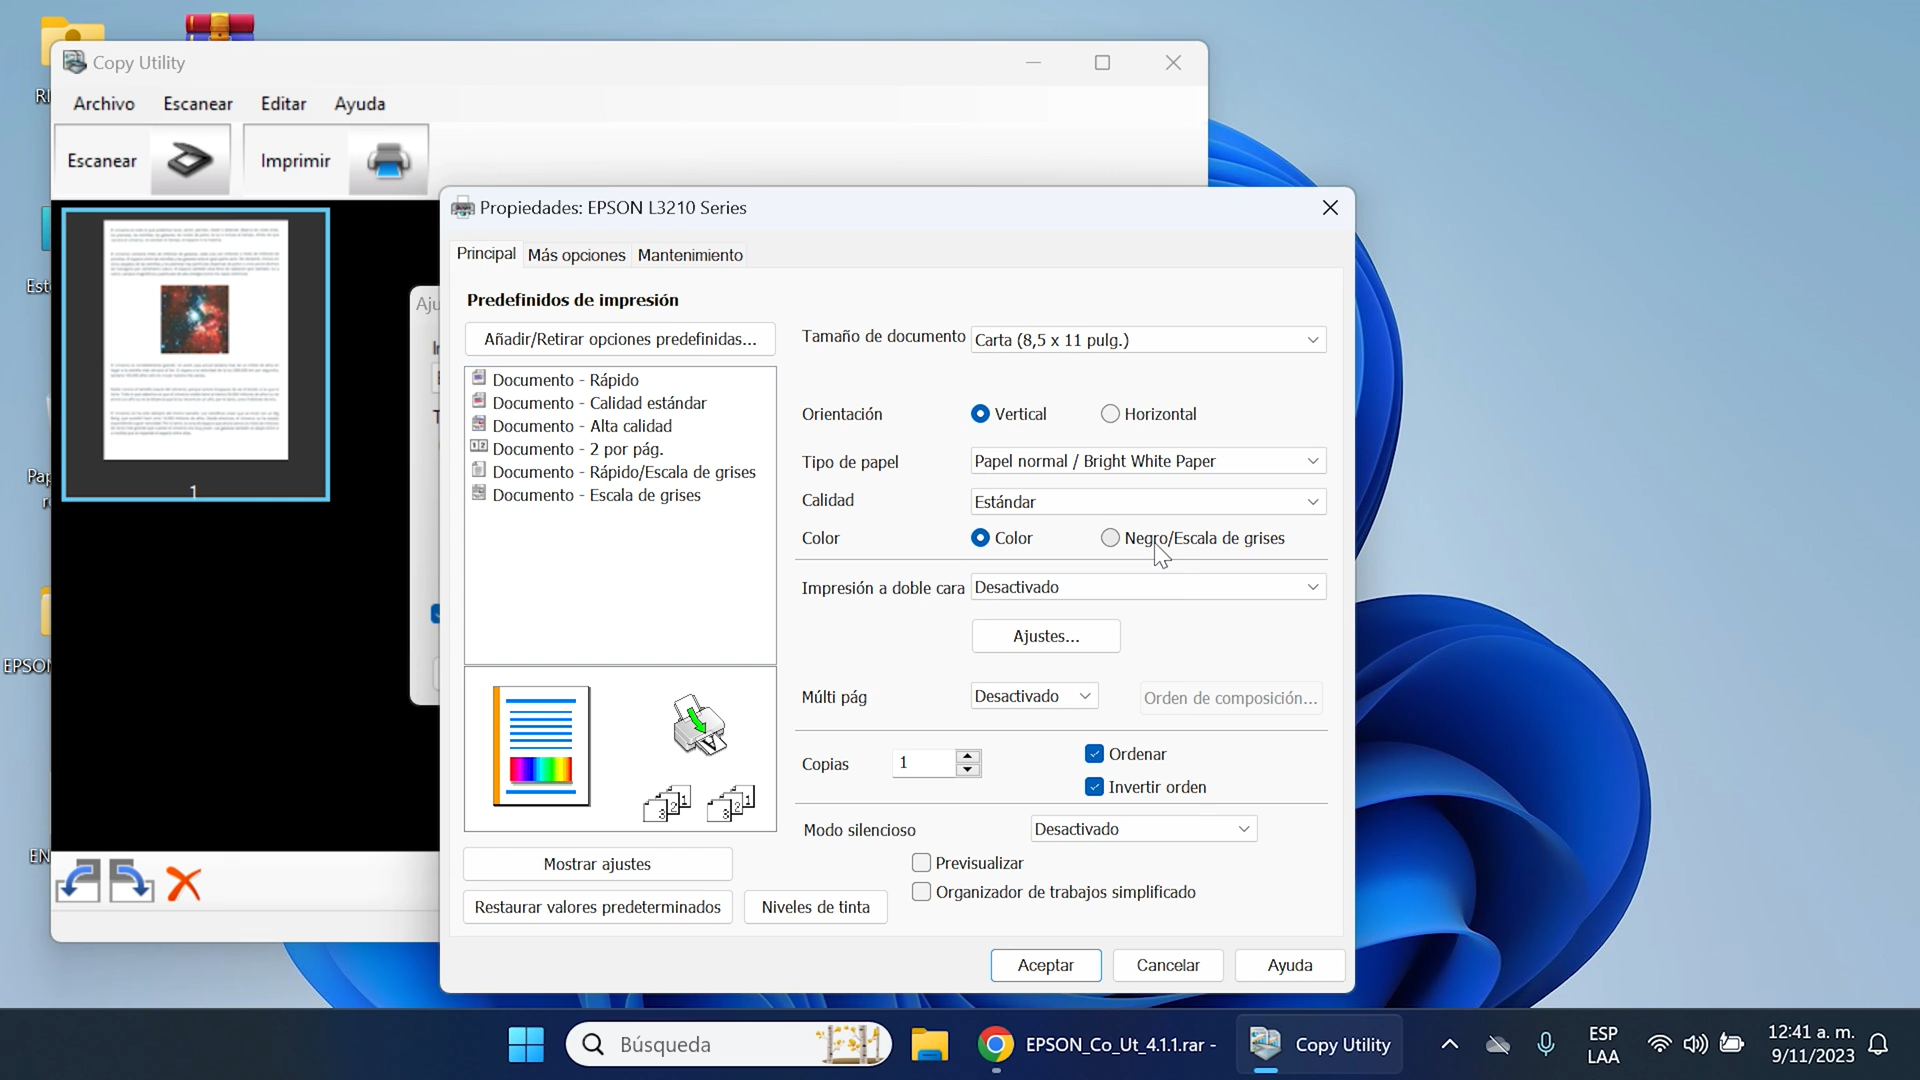 Copy Utility
Archivo Escanear Editar Ayuda
Escanear Imprimir
Propiedades: EPSON L3210 Series
Principal Más opciones Mantenimiento
Predefinidos de impresión
Añadir/Retirar opciones predefinidas...
Documento - Rápido
Documento - Calidad estándar
Documento - Alta calidad
Documento - 2 por pág.
Documento - Rápido/Escala de grises
Documento - Escala de grises
Tamaño de documento Carta (8,5 x 11 pulg.)
Orientación Vertical Horizontal
Tipo de papel Papel normal / Bright White Paper
Calidad Estándar
Color Color Negro/Escala de grises
Impresión a doble cara Desactivado
Ajustes...
Múlti pág Desactivado Orden de composición...
Copias 1 Ordenar
Invertir orden
Modo silencioso Desactivado
Previsualizar
Organizador de trabajos simplificado
Mostrar ajustes
Restaurar valores predeterminados Niveles de tinta
Aceptar Cancelar Ayuda
1
Aju
EPSON
EN
Búsqueda
EPSON_Co_Ut_4.1.1.rar -
Copy Utility
ESP
LAA
12:41 a. m.
9/11/2023